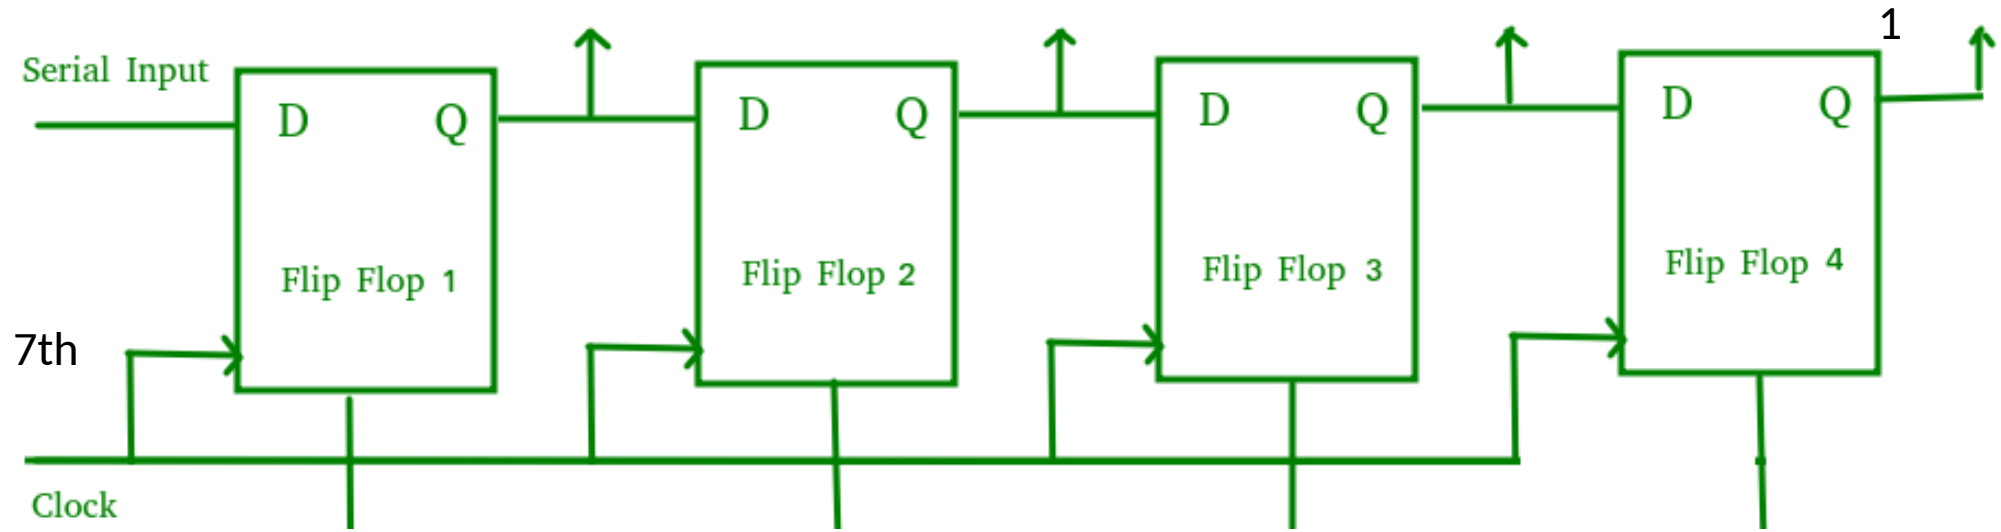 1
Serial Input
D Q
D Q
D Q
D Q
Flip Flop 1
Flip Flop 2
Flip Flop 3
Flip Flop 4
7th
Clock